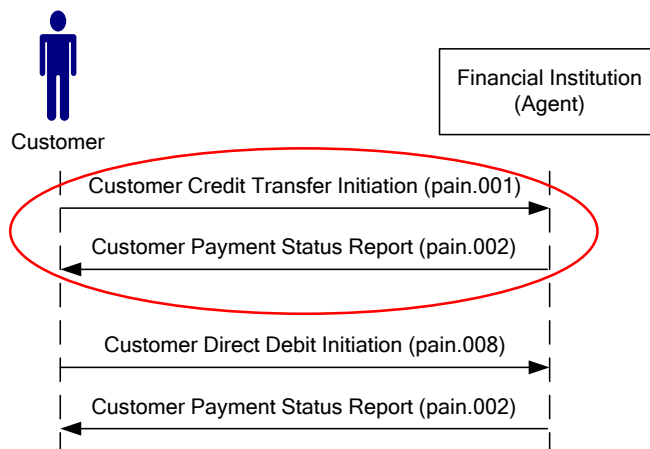 Financial Institution
(Agent)
Customer
Customer Credit Transfer Initiation (pain.001)
Customer Payment Status Report (pain.002)
Customer Direct Debit Initiation (pain.008)
Customer Payment Status Report (pain.002)